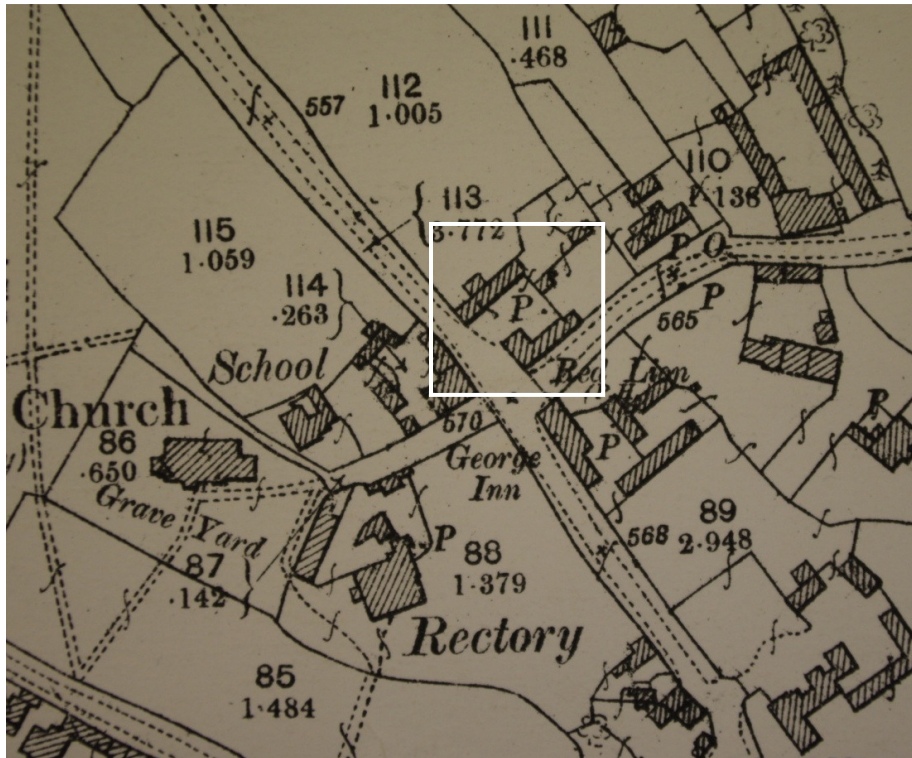 111
·468
112
1·005
557
110
1·138
113
3·772
115
1·059
P O
P
114
·263
P
565
School
Red Lion
Church
86
·650
570
P
P
George
Inn
Grave Yard
89
2·948
568
87
·142
88
1·379
P
Rectory
85
1·484